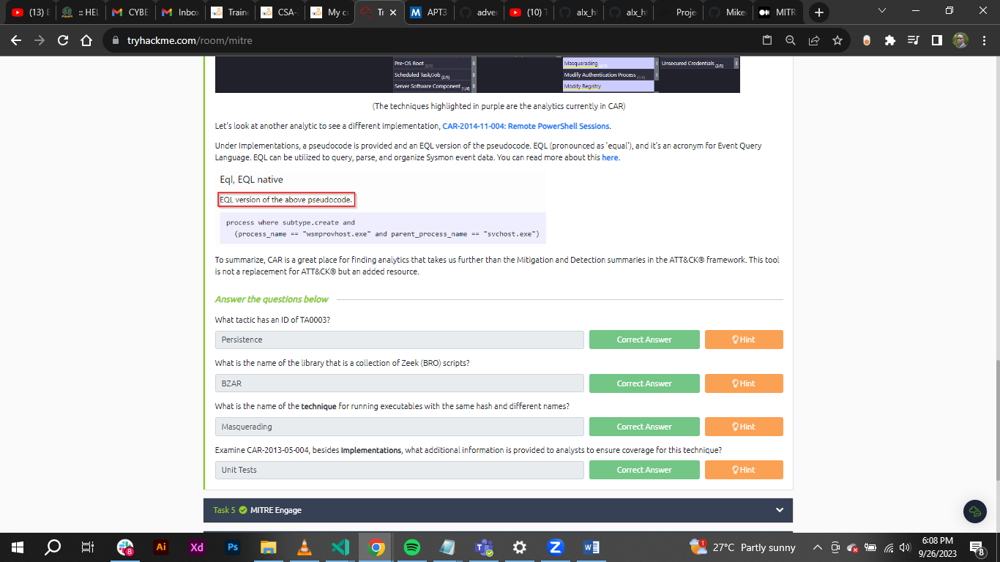 (13) E
:: HEL
CYBE
Inbox
Traine
CSA-
My co
Tr
APT3
adver
(10) T
alx_ht
alx_ht
Proje
Mike
MITR
tryhackme.com/room/mitre
Pre-OS Boot
Masquerading
Unsecured Credentials (2/5)
Scheduled Task/Job (2/5)
Modify Authentication Process (0/4)
Server Software Component (1/4)
Modify Registry
(The techniques highlighted in purple are the analytics currently in CAR)
Let's look at another analytic to see a different implementation, CAR-2014-11-004: Remote PowerShell Sessions.
Under Implementations, a pseudocode is provided and an EQL version of the pseudocode. EQL (pronounced as 'equal'), and it's an acronym for Event Query
Language. EQL can be utilized to query, parse, and organize Sysmon event data. You can read more about this here.
Eql, EQL native
EQL version of the above pseudocode.
process where subtype.create and
(process_name == "wsmprovhost.exe" and parent_process_name == "svchost.exe")
To summarize, CAR is a great place for finding analytics that takes us further than the Mitigation and Detection summaries in the ATT&CK® framework. This tool
is not a replacement for ATT&CK® but an added resource.
Answer the questions below
What tactic has an ID of TA0003?
Persistence
Correct Answer
Hint
What is the name of the library that is a collection of Zeek (BRO) scripts?
BZAR
Correct Answer
Hint
What is the name of the technique for running executables with the same hash and different names?
Masquerading
Correct Answer
Hint
Examine CAR-2013-05-004, besides Implementations, what additional information is provided to analysts to ensure coverage for this technique?
Unit Tests
Correct Answer
Hint
Task 5 MITRE Engage
8
Ai
Xd
Ps
1
27°C Partly sunny
6:08 PM
9/26/2023
8